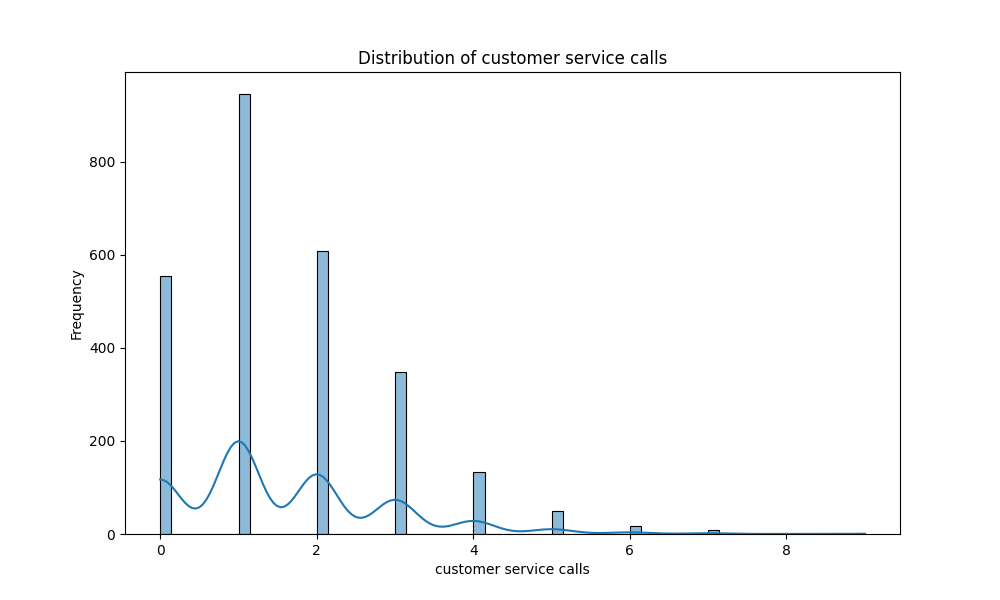 Distribution of customer service calls
Frequency
800
600
400
200
0
0 2 4 6 8
customer service calls